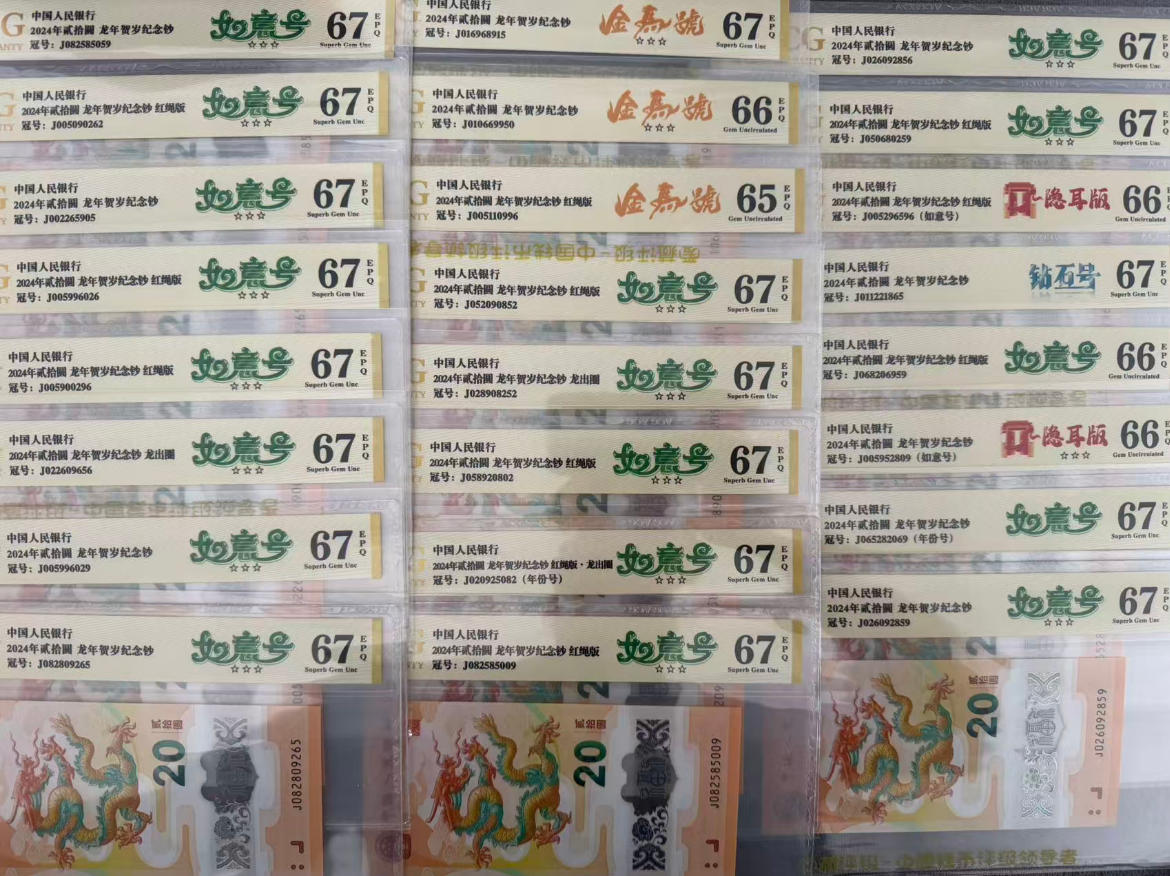 中国人民银行
2024年贰拾圆 龙年贺岁纪念钞
冠号：J082585059
如意号
☆☆☆
67
EPQ
Superb Gem Unc
中国人民银行
2024年贰拾圆 龙年贺岁纪念钞 红绳版
冠号：J005090262
如意号
☆☆☆
67
EPQ
Superb Gem Unc
中国人民银行
2024年贰拾圆 龙年贺岁纪念钞
冠号：J002265905
如意号
☆☆☆
67
EPQ
Superb Gem Unc
中国人民银行
2024年贰拾圆 龙年贺岁纪念钞 红绳版
冠号：J005996026
如意号
☆☆☆
67
EPQ
Superb Gem Unc
中国人民银行
2024年贰拾圆 龙年贺岁纪念钞 红绳版
冠号：J005900296
如意号
☆☆☆
67
EPQ
Superb Gem Unc
中国人民银行
2024年贰拾圆 龙年贺岁纪念钞 龙出圈
冠号：J022609656
如意号
☆☆☆
67
EPQ
Superb Gem Unc
中国人民银行
2024年贰拾圆 龙年贺岁纪念钞
冠号：J005996029
如意号
☆☆☆
67
EPQ
Superb Gem Unc
中国人民银行
2024年贰拾圆 龙年贺岁纪念钞
冠号：J082809265
如意号
☆☆☆
67
EPQ
Superb Gem Unc
贰拾圆
20
J082809265
中国人民银行
2024年贰拾圆 龙年贺岁纪念钞
冠号：J016968915
金马號
☆☆☆
67
EPQ
Superb Gem Unc
中国人民银行
2024年贰拾圆 龙年贺岁纪念钞
冠号：J010669950
金马號
☆☆☆
66
EPQ
Gem Uncirculated
中国人民银行
2024年贰拾圆 龙年贺岁纪念钞 红绳版
冠号：J005110996
金马號
65
EPQ
Gem Uncirculated
中国人民银行
2024年贰拾圆 龙年贺岁纪念钞 红绳版
冠号：J052090852
如意号
☆☆☆
67
EPQ
Superb Gem Unc
中国人民银行
2024年贰拾圆 龙年贺岁纪念钞 龙出圈
冠号：J028908252
如意号
☆☆☆
67
EPQ
Superb Gem Unc
中国人民银行
2024年贰拾圆 龙年贺岁纪念钞 红绳版
冠号：J058920802
如意号
☆☆☆
67
EPQ
Superb Gem Unc
中国人民银行
2024年贰拾圆 龙年贺岁纪念钞 红绳版·龙出圈
冠号：J020925082（年份号）
如意号
☆☆☆
67
EPQ
Superb Gem Unc
中国人民银行
2024年贰拾圆 龙年贺岁纪念钞 红绳版
冠号：J082585009
如意号
☆☆☆
67
EPQ
Superb Gem Unc
贰拾圆
20
J082585009
中国人民银行
2024年贰拾圆 龙年贺岁纪念钞
冠号：J026092856
如意号
☆☆☆
67
EPQ
Superb Gem Unc
中国人民银行
2024年贰拾圆 龙年贺岁纪念钞 红绳版
冠号：J050680259
如意号
☆☆☆
67
EPQ
Superb Gem Unc
中国人民银行
2024年贰拾圆 龙年贺岁纪念钞 红绳版
冠号：J005296596（如意号）
隐耳版
66
EPQ
Gem Uncirculated
中国人民银行
2024年贰拾圆 龙年贺岁纪念钞
冠号：J011221865
钻石号
67
EPQ
Superb Gem Unc
中国人民银行
2024年贰拾圆 龙年贺岁纪念钞 红绳版
冠号：J068206959
如意号
☆☆☆
66
EPQ
Gem Uncirculated
中国人民银行
2024年贰拾圆 龙年贺岁纪念钞
冠号：J005952809（如意号）
隐耳版
☆☆☆
66
EPQ
Gem Uncirculated
中国人民银行
2024年贰拾圆 龙年贺岁纪念钞
冠号：J065282069（年份号）
如意号
☆☆☆
67
EPQ
Superb Gem Unc
中国人民银行
2024年贰拾圆 龙年贺岁纪念钞
冠号：J026092859
如意号
☆☆☆
67
EPQ
Superb Gem Unc
20
J026092859